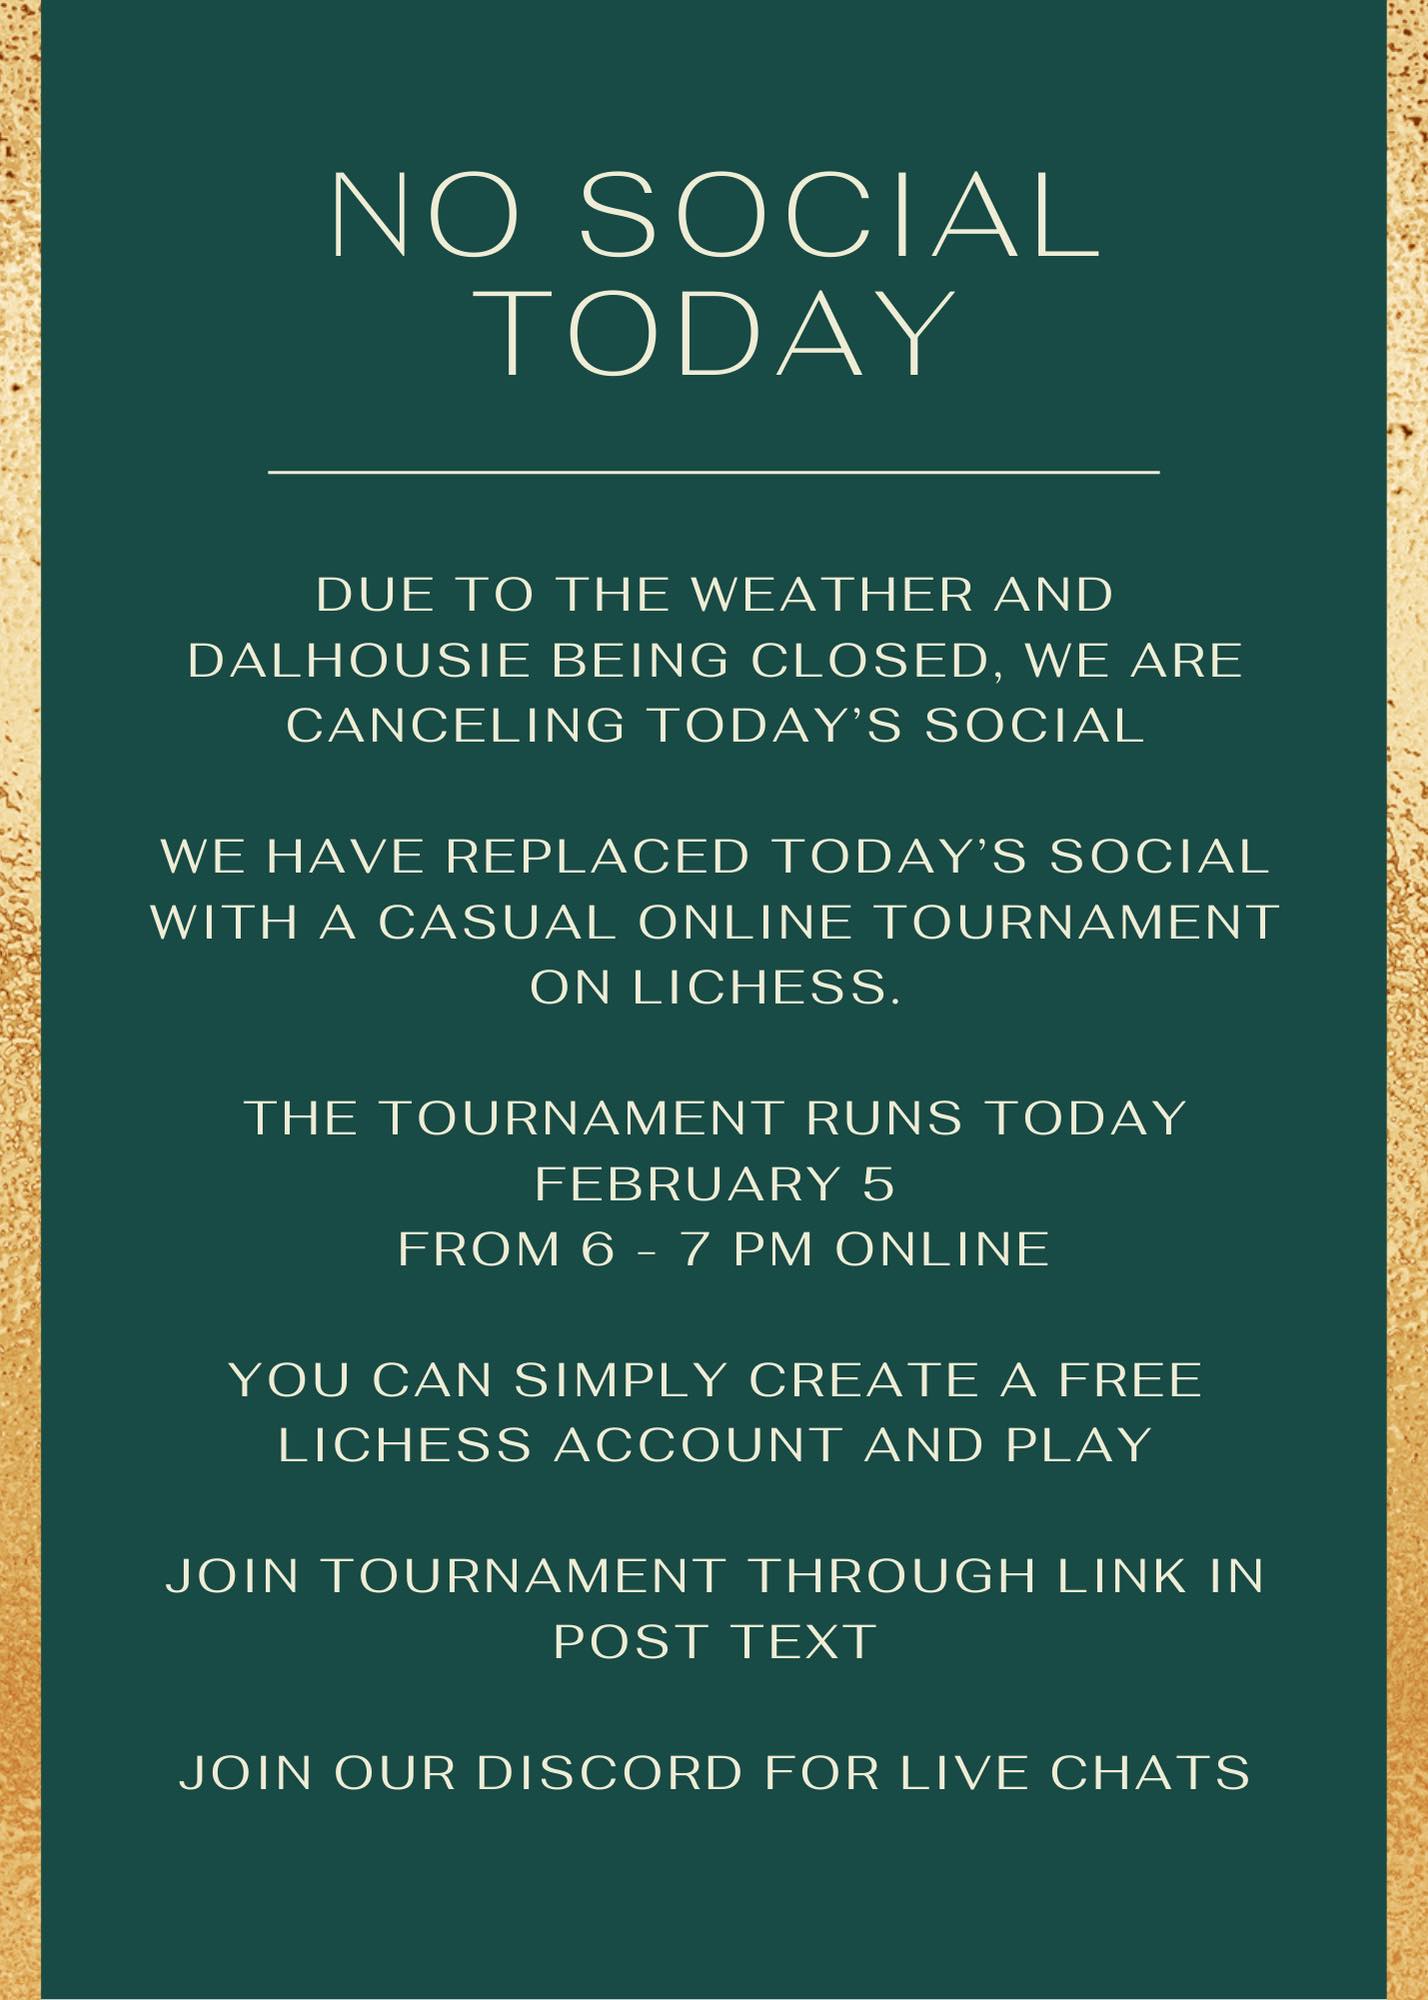 NO SOCIAL
TODAY
DUE TO THE WEATHER AND
DALHOUSIE BEING CLOSED, WE ARE
CANCELING TODAY’S SOCIAL
WE HAVE REPLACED TODAY’S SOCIAL
WITH A CASUAL ONLINE TOURNAMENT
ON LICHESS.
THE TOURNAMENT RUNS TODAY
FEBRUARY 5
FROM 6 - 7 PM ONLINE
YOU CAN SIMPLY CREATE A FREE
LICHESS ACCOUNT AND PLAY
JOIN TOURNAMENT THROUGH LINK IN
POST TEXT
JOIN OUR DISCORD FOR LIVE CHATS